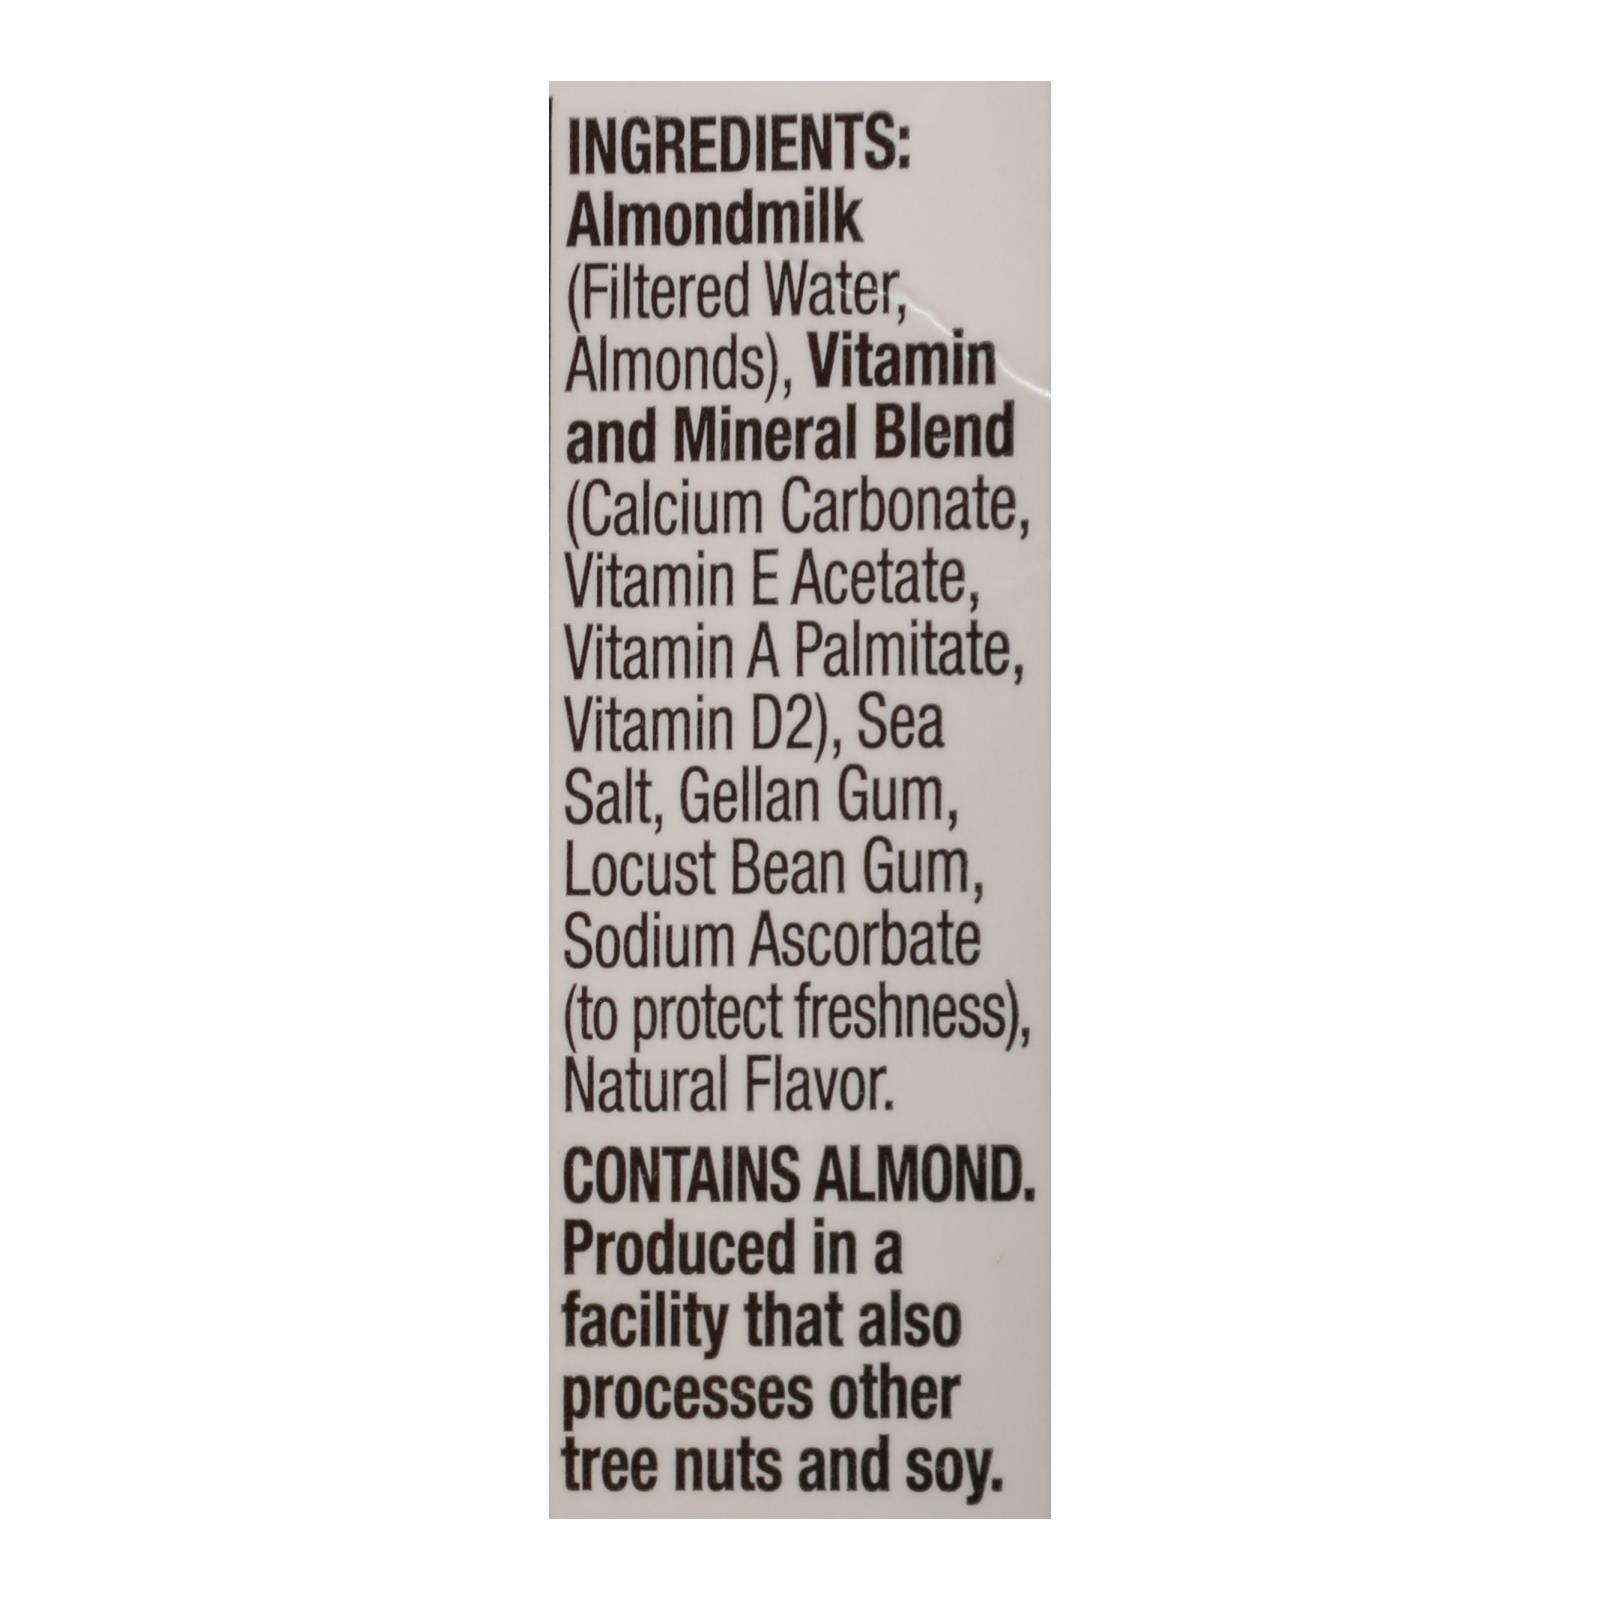 INGREDIENTS:
Almondmilk
(Filtered Water,
Almonds), Vitamin
and Mineral Blend
(Calcium Carbonate,
Vitamin E Acetate,
Vitamin A Palmitate,
Vitamin D2), Sea
Salt, Gellan Gum,
Locust Bean Gum,
Sodium Ascorbate
(to protect freshness),
Natural Flavor.
CONTAINS ALMOND.
Produced in a
facility that also
processes other
tree nuts and soy.